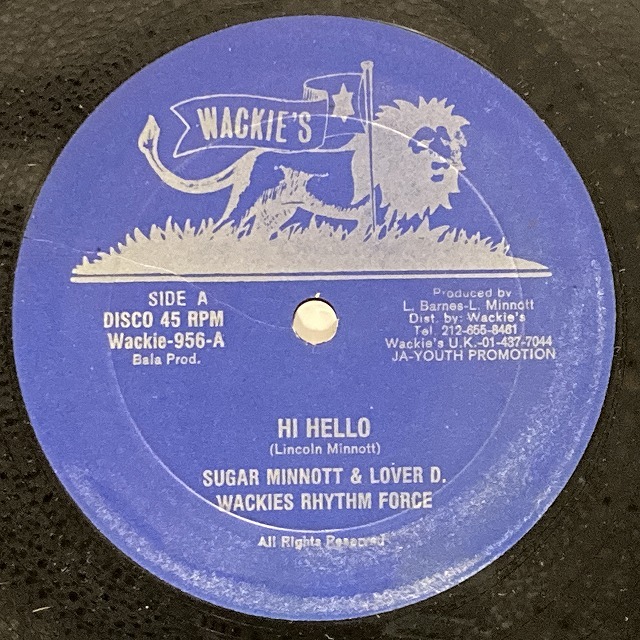 WACKIE'S
SIDE A
DISCO 45 RPM
Wackie-956-A
Bala Prod.
Produced by
L. Barnes-L. Minnott
Dist. by: Wackie's
Tel. 212-655-8461
Wackie's U.K.-01-437-7044
JA-YOUTH PROMOTION
HI HELLO
(Lincoln Minnott)
SUGAR MINNOTT & LOVER D.
WACKIES RHYTHM FORCE
All Rights Reserved